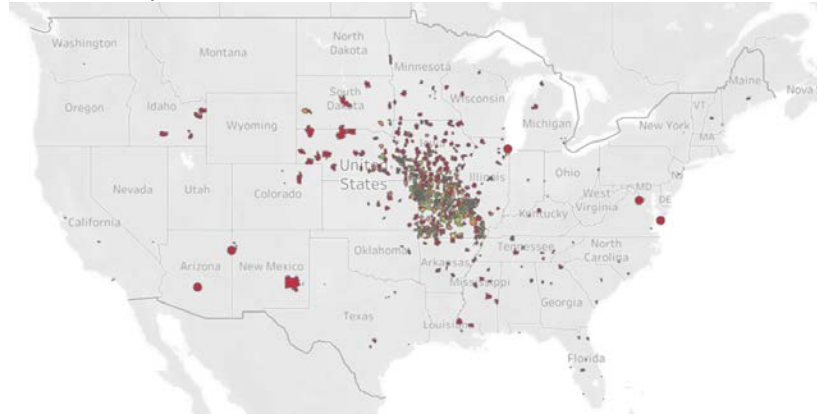 Washington
Montana
North
Dakota
Minnesota
Oregon
Idaho
South
Dakota
Wisconsin
Michigan
Maine
Nova S
VT
New York
MA
Wyoming
Nevada
Utah
Colorado
United
States
Illinois
Ohio
West
Virginia
MD
DE
NJ
California
Kentucky
Arizona
New Mexico
Oklahoma
Arkansas
Tennessee
North
Carolina
Mississippi
Georgia
Texas
Louisiana
Florida